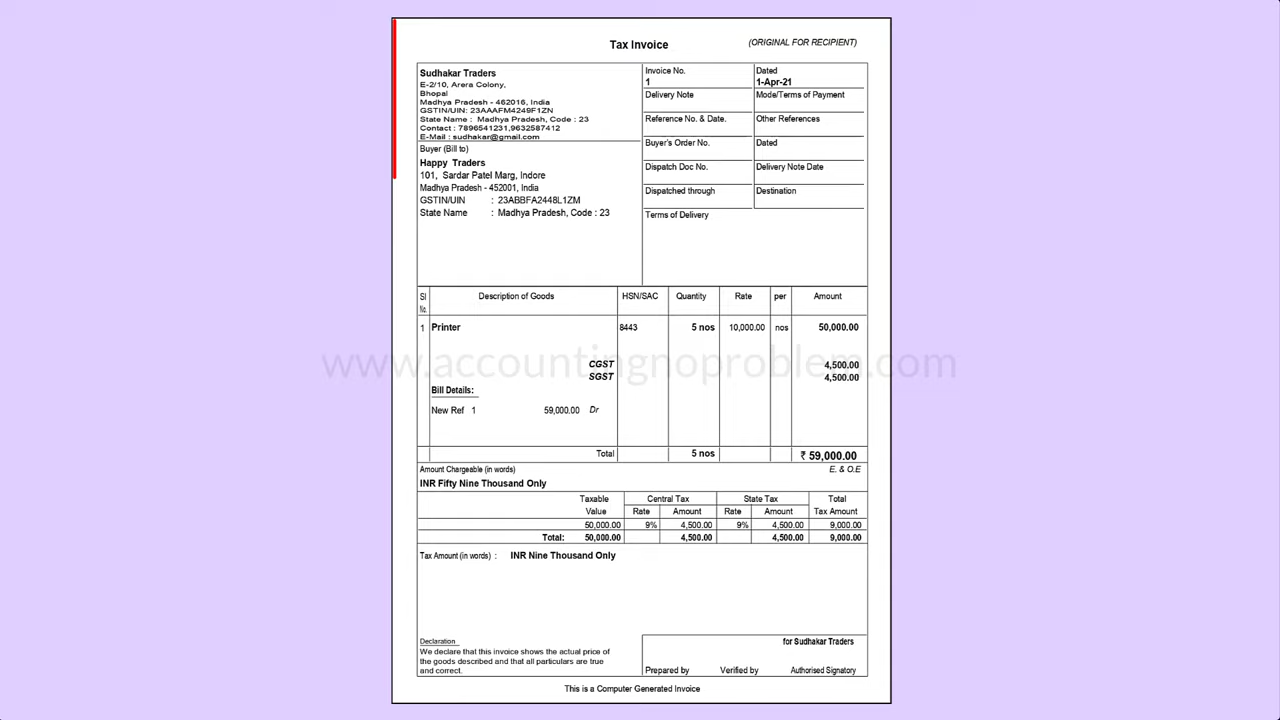 Tax Invoice
(ORIGINAL FOR RECIPIENT)
Sudhakar Traders
E-2/10, Arera Colony,
Bhopal
Madhya Pradesh - 462016, India
GSTIN/UIN: 23AAAFM4249F1ZN
State Name : Madhya Pradesh, Code : 23
Contact : 7896541231,9632587412
E-Mail : sudhakar@gmail.com
Buyer (Bill to)
Happy Traders
101, Sardar Patel Marg, Indore
Madhya Pradesh - 452001, India
GSTIN/UIN : 23ABBFA2448L1ZM
State Name : Madhya Pradesh, Code : 23
Invoice No. Dated
1 1-Apr-21
Delivery Note Mode/Terms of Payment
Reference No. & Date. Other References
Buyer's Order No. Dated
Dispatch Doc No. Delivery Note Date
Dispatched through Destination
Terms of Delivery
Sl Description of Goods HSN/SAC Quantity Rate per Amount
No.
1 Printer 8443 5 nos 10,000.00 nos 50,000.00
www.accountingnoproblem.com
CGST 4,500.00
SGST 4,500.00
Bill Details:
New Ref 1 59,000.00 Dr
Total 5 nos ₹ 59,000.00
Amount Chargeable (in words) E. & O.E
INR Fifty Nine Thousand Only
Taxable Central Tax State Tax Total
Value Rate Amount Rate Amount Tax Amount
50,000.00 9% 4,500.00 9% 4,500.00 9,000.00
Total: 50,000.00 4,500.00 4,500.00 9,000.00
Tax Amount (in words) : INR Nine Thousand Only
Declaration
We declare that this invoice shows the actual price of
the goods described and that all particulars are true
and correct.
for Sudhakar Traders
Prepared by Verified by Authorised Signatory
This is a Computer Generated Invoice